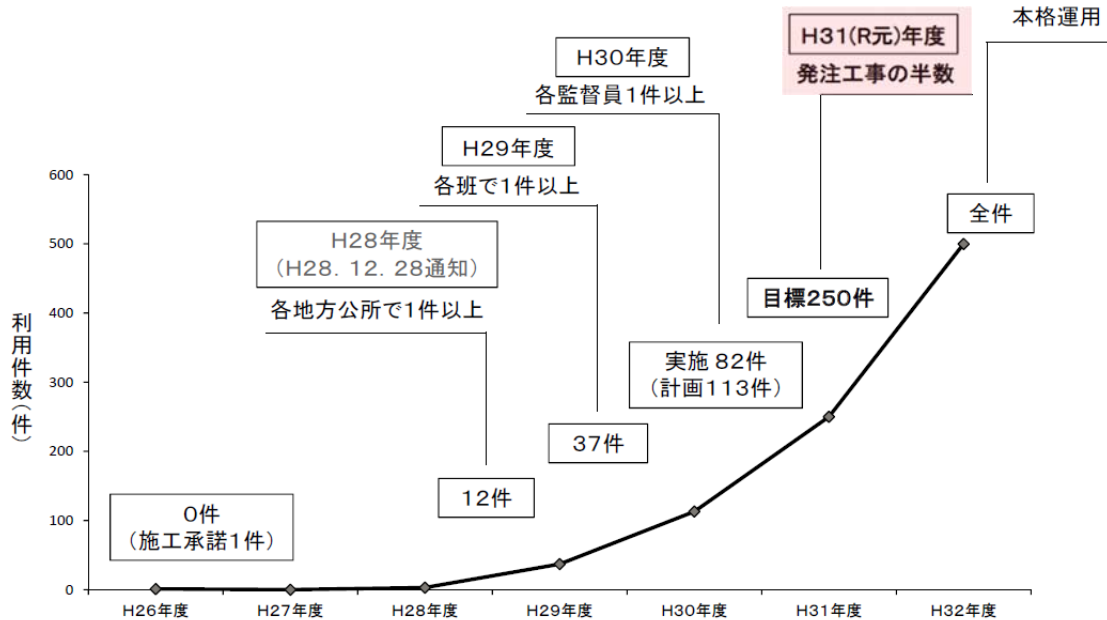 本格運用
H31(R元)年度
発注工事の半数
H30年度
各監督員1件以上
H29年度
各班で1件以上
H28年度
(H28.12.28通知)
各地方公所で1件以上
全件
目標250件
実施 82件
(計画113件)
37件
12件
0件
(施工承諾1件)
利用件数(件)
600
500
400
300
200
100
0
H26年度
H27年度
H28年度
H29年度
H30年度
H31年度
H32年度